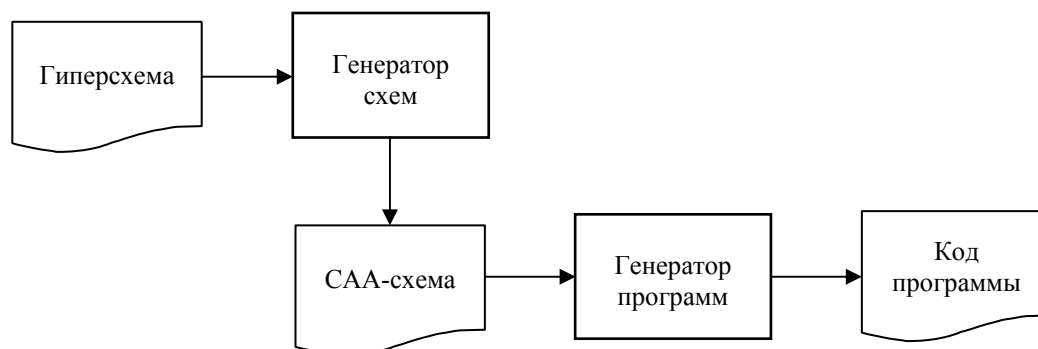 Гиперсхема
Генератор
схем
САА-схема
Генератор
программ
Код
программы